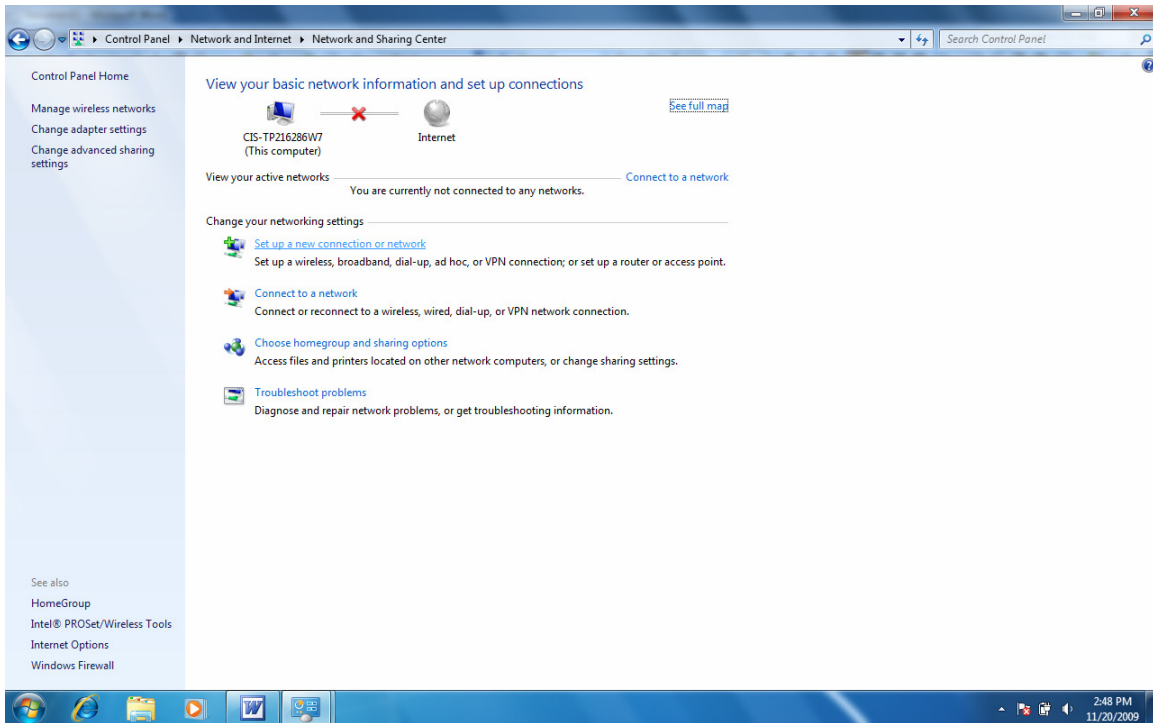 Control Panel ▸ Network and Internet ▸ Network and Sharing Center
Search Control Panel
Control Panel Home
Manage wireless networks
Change adapter settings
Change advanced sharing
settings
View your basic network information and set up connections
See full map
CIS-TP216286W7
(This computer)
Internet
View your active networks
Connect to a network
You are currently not connected to any networks.
Change your networking settings
Set up a new connection or network
Set up a wireless, broadband, dial-up, ad hoc, or VPN connection; or set up a router or access point.
Connect to a network
Connect or reconnect to a wireless, wired, dial-up, or VPN network connection.
Choose homegroup and sharing options
Access files and printers located on other network computers, or change sharing settings.
Troubleshoot problems
Diagnose and repair network problems, or get troubleshooting information.
See also
HomeGroup
Intel® PROSet/Wireless Tools
Internet Options
Windows Firewall
2:48 PM
11/20/2009